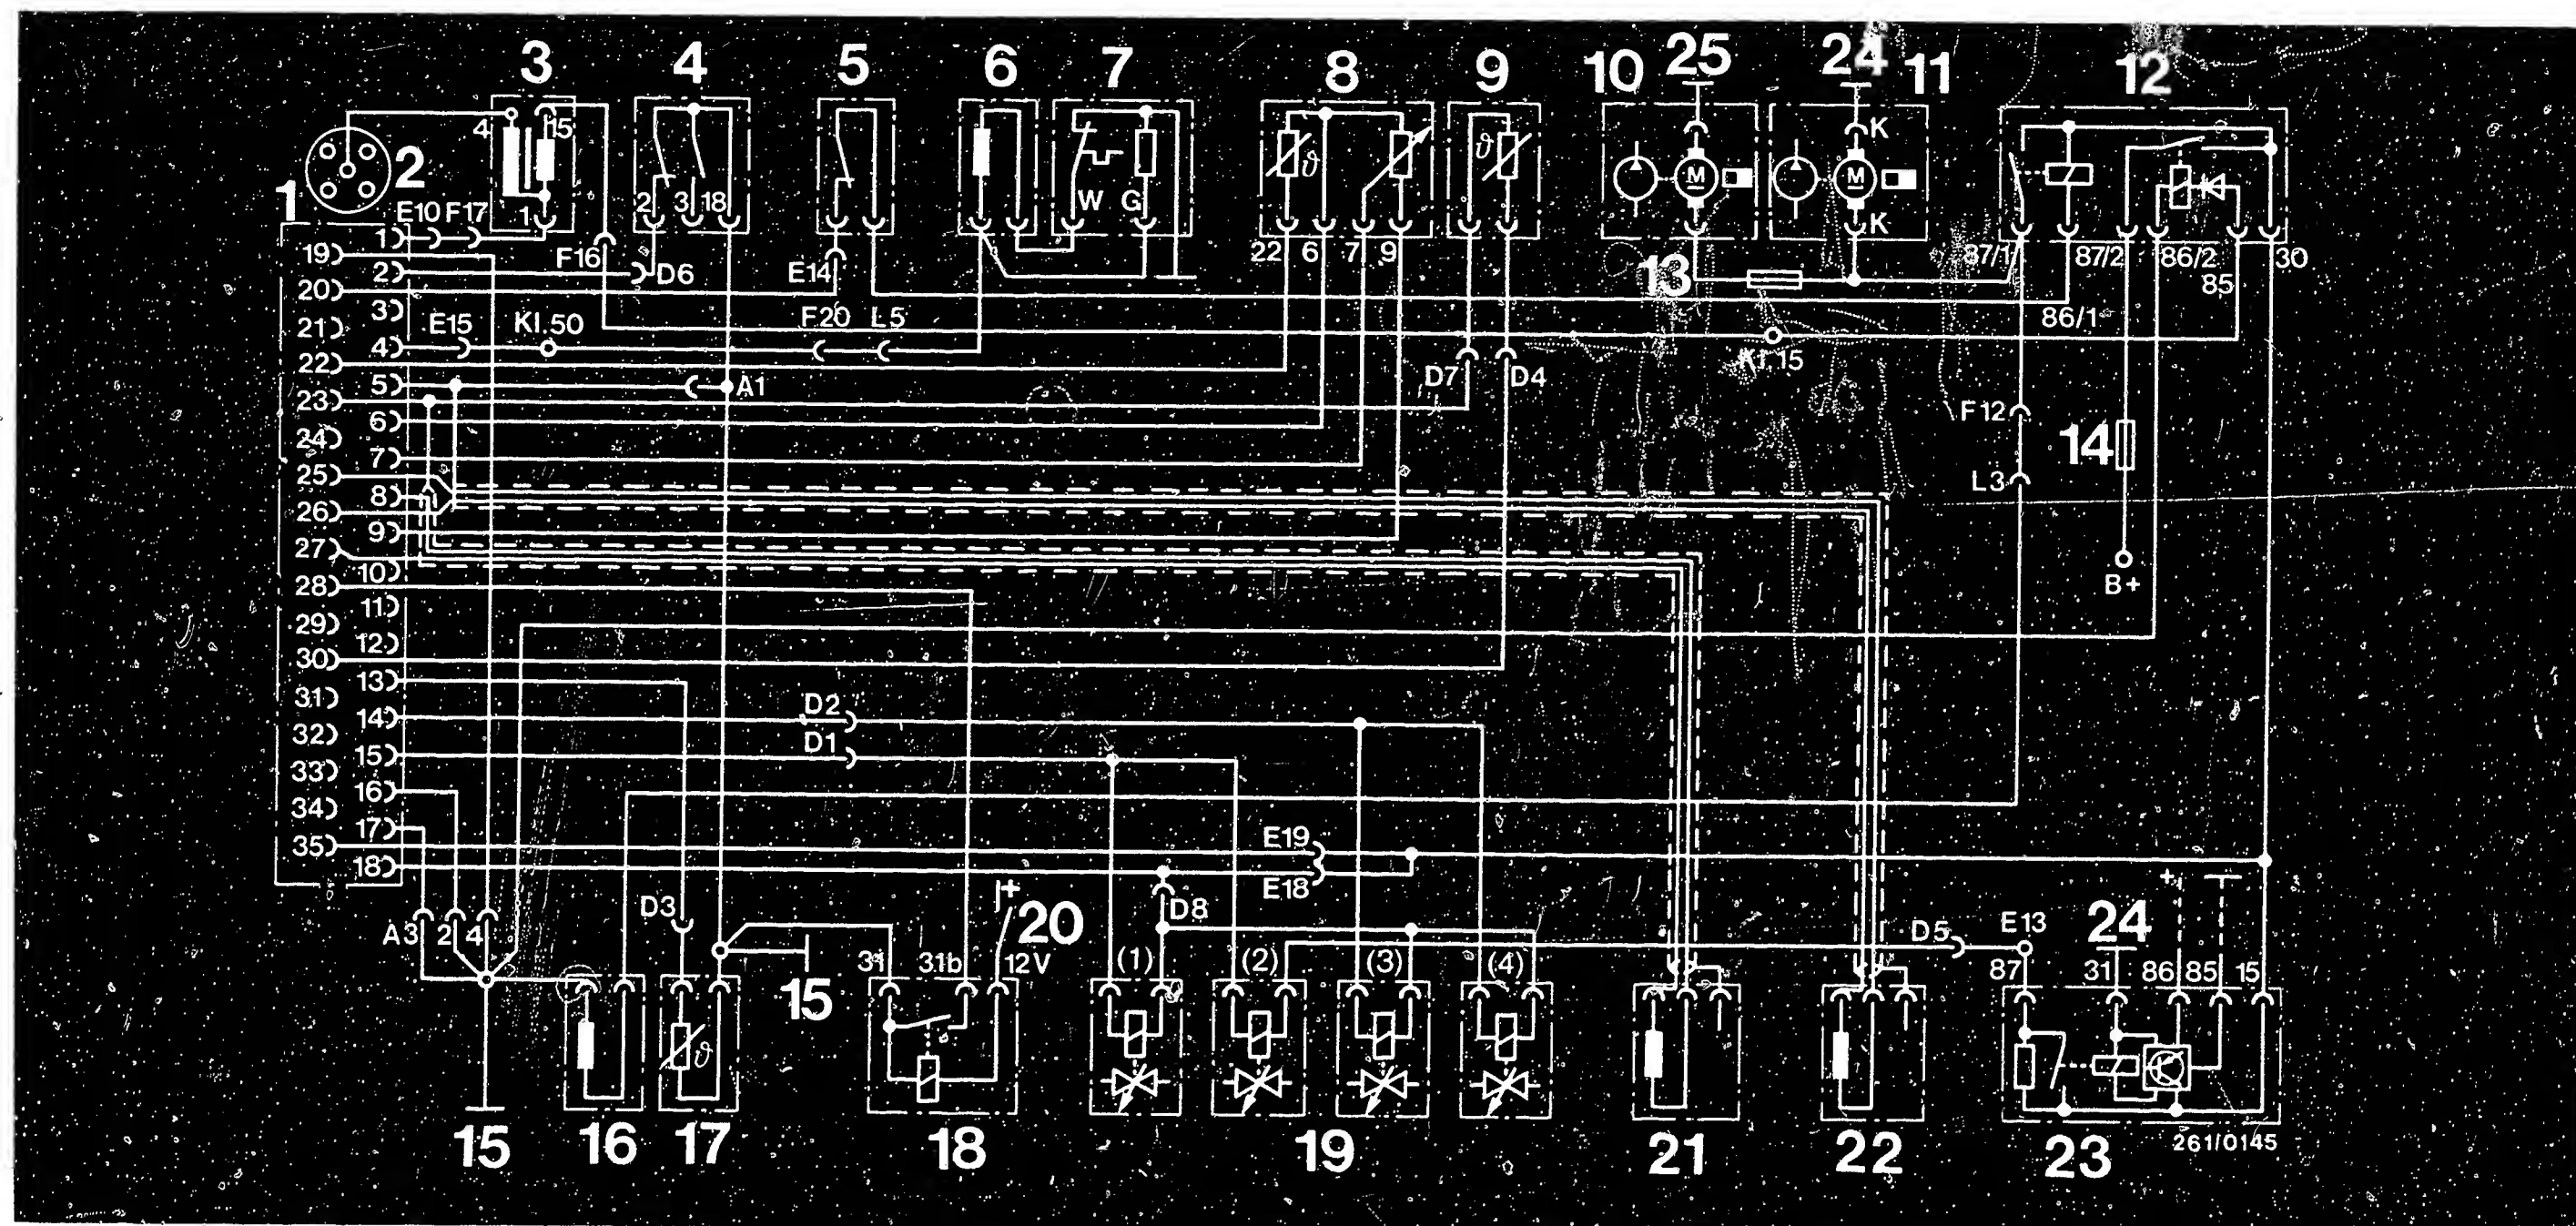 3 4 5 6 7 8 9 10 25 24 11 12
4 15
K
1 2 W G
E10 F17 1 2 3 18 K
1
19 F16 22 6 7 9 87/1 87/2 86/2 30
2 D6 E14 13 85
20
3 E15 Kl.50 F20 L5 86/1
21
4 Kl.15
22 D7 D4
5 A1
23 F12
6
24 14
7
25 L3
8
26
9
27 B+
10
28
11
29
12
30
13
31 D2
14
32 D1
15
33
16
34
17 E19
35
18 E18
+ +
D3 D8 24
A3 2 4 20 D5 E13
31 31b 12V (1) (2) (3) (4) 87 31 86 85 15
15
15 16 17 18 19 21 22 23
261/0145